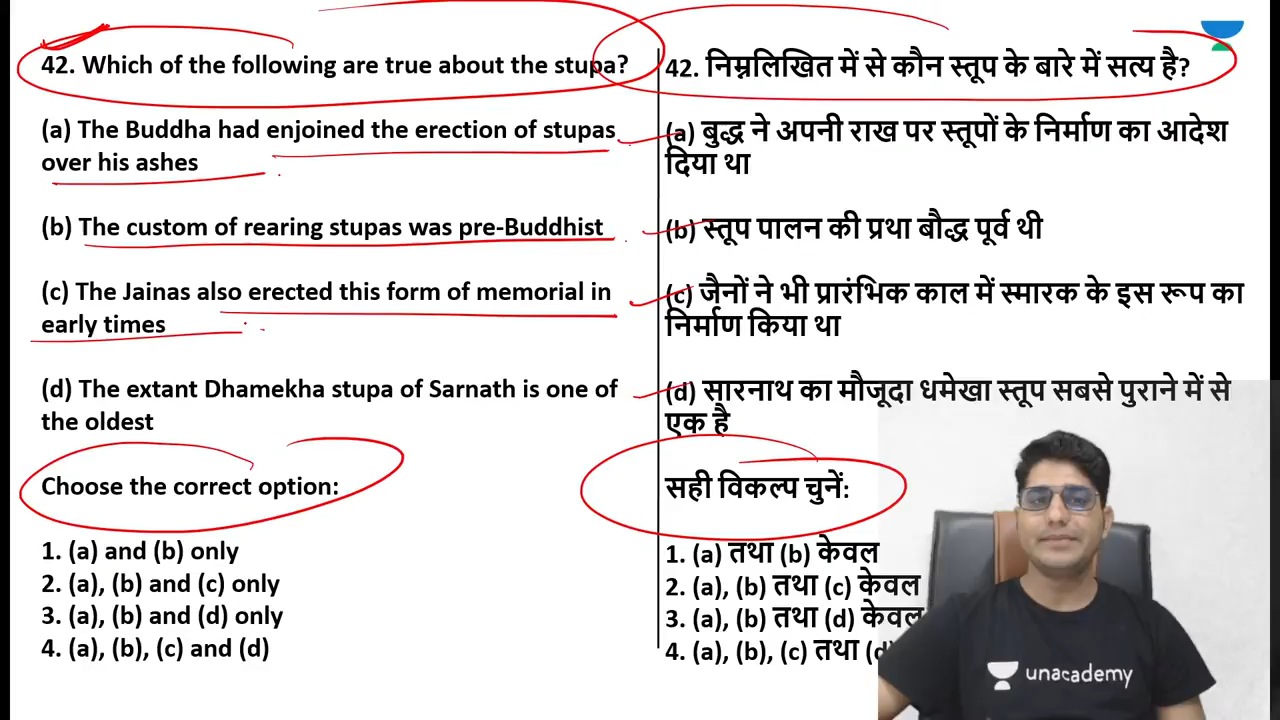 42. Which of the following are true about the stupa?
(a) The Buddha had enjoined the erection of stupas
over his ashes
(b) The custom of rearing stupas was pre-Buddhist
(c) The Jainas also erected this form of memorial in
early times
(d) The extant Dhamekha stupa of Sarnath is one of
the oldest
Choose the correct option:
1. (a) and (b) only
2. (a), (b) and (c) only
3. (a), (b) and (d) only
4. (a), (b), (c) and (d)
42. निम्नलिखित में से कौन स्तूप के बारे में सत्य है?
(a) बुद्ध ने अपनी राख पर स्तूपों के निर्माण का आदेश
दिया था
(b) स्तूप पालन की प्रथा बौद्ध पूर्व थी
(c) जैनों ने भी प्रारंभिक काल में स्मारक के इस रूप का
निर्माण किया था
(d) सारनाथ का मौजूदा धमेखा स्तूप सबसे पुराने में से
एक है
सही विकल्प चुनें:
1. (a) तथा (b) केवल
2. (a), (b) तथा (c) केवल
3. (a), (b) तथा (d) केवल
4. (a), (b), (c) तथा
unacademy